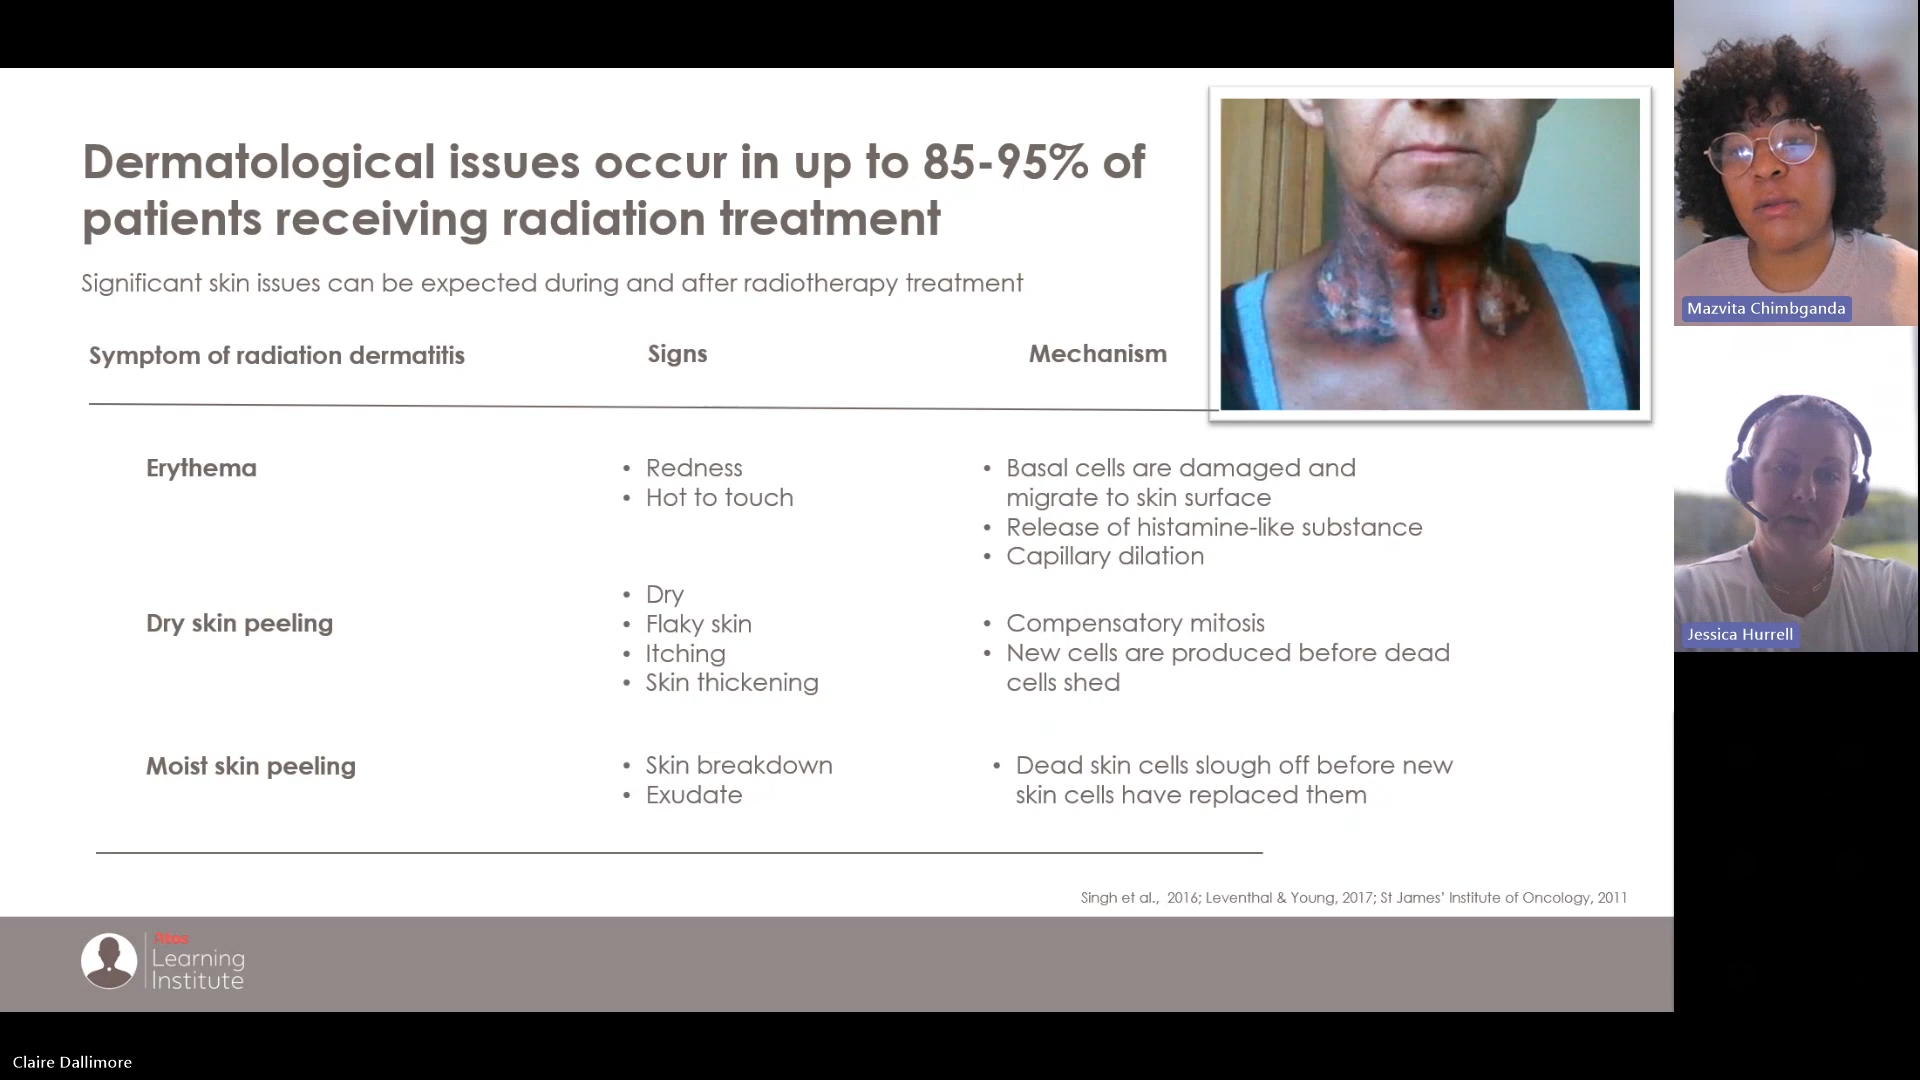 Dermatological issues occur in up to 85-95% of
patients receiving radiation treatment
Significant skin issues can be expected during and after radiotherapy treatment
Symptom of radiation dermatitis
Signs
Mechanism
Erythema
• Redness
• Hot to touch
• Basal cells are damaged and
migrate to skin surface
• Release of histamine-like substance
• Capillary dilation
Dry skin peeling
• Dry
• Flaky skin
• Itching
• Skin thickening
• Compensatory mitosis
• New cells are produced before dead
cells shed
Moist skin peeling
• Skin breakdown
• Exudate
• Dead skin cells slough off before new
skin cells have replaced them
Singh et al., 2016; Leventhal & Young, 2017; St James' Institute of Oncology, 2011
Atos
Learning
Institute
Mazvita Chimbganda
Jessica Hurrell
Claire Dallimore